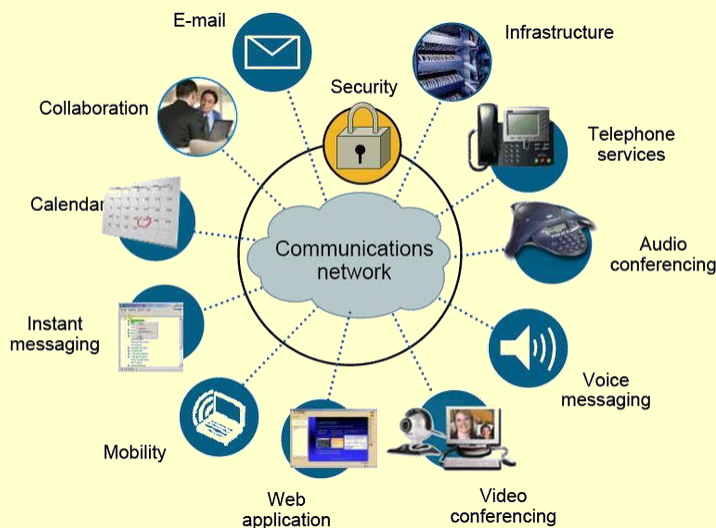 E-mail
Infrastructure
Security
Collaboration
Telephone
services
Calendar
Communications
network
Audio
conferencing
Instant
messaging
Voice
messaging
Mobility
Web
application
Video
conferencing